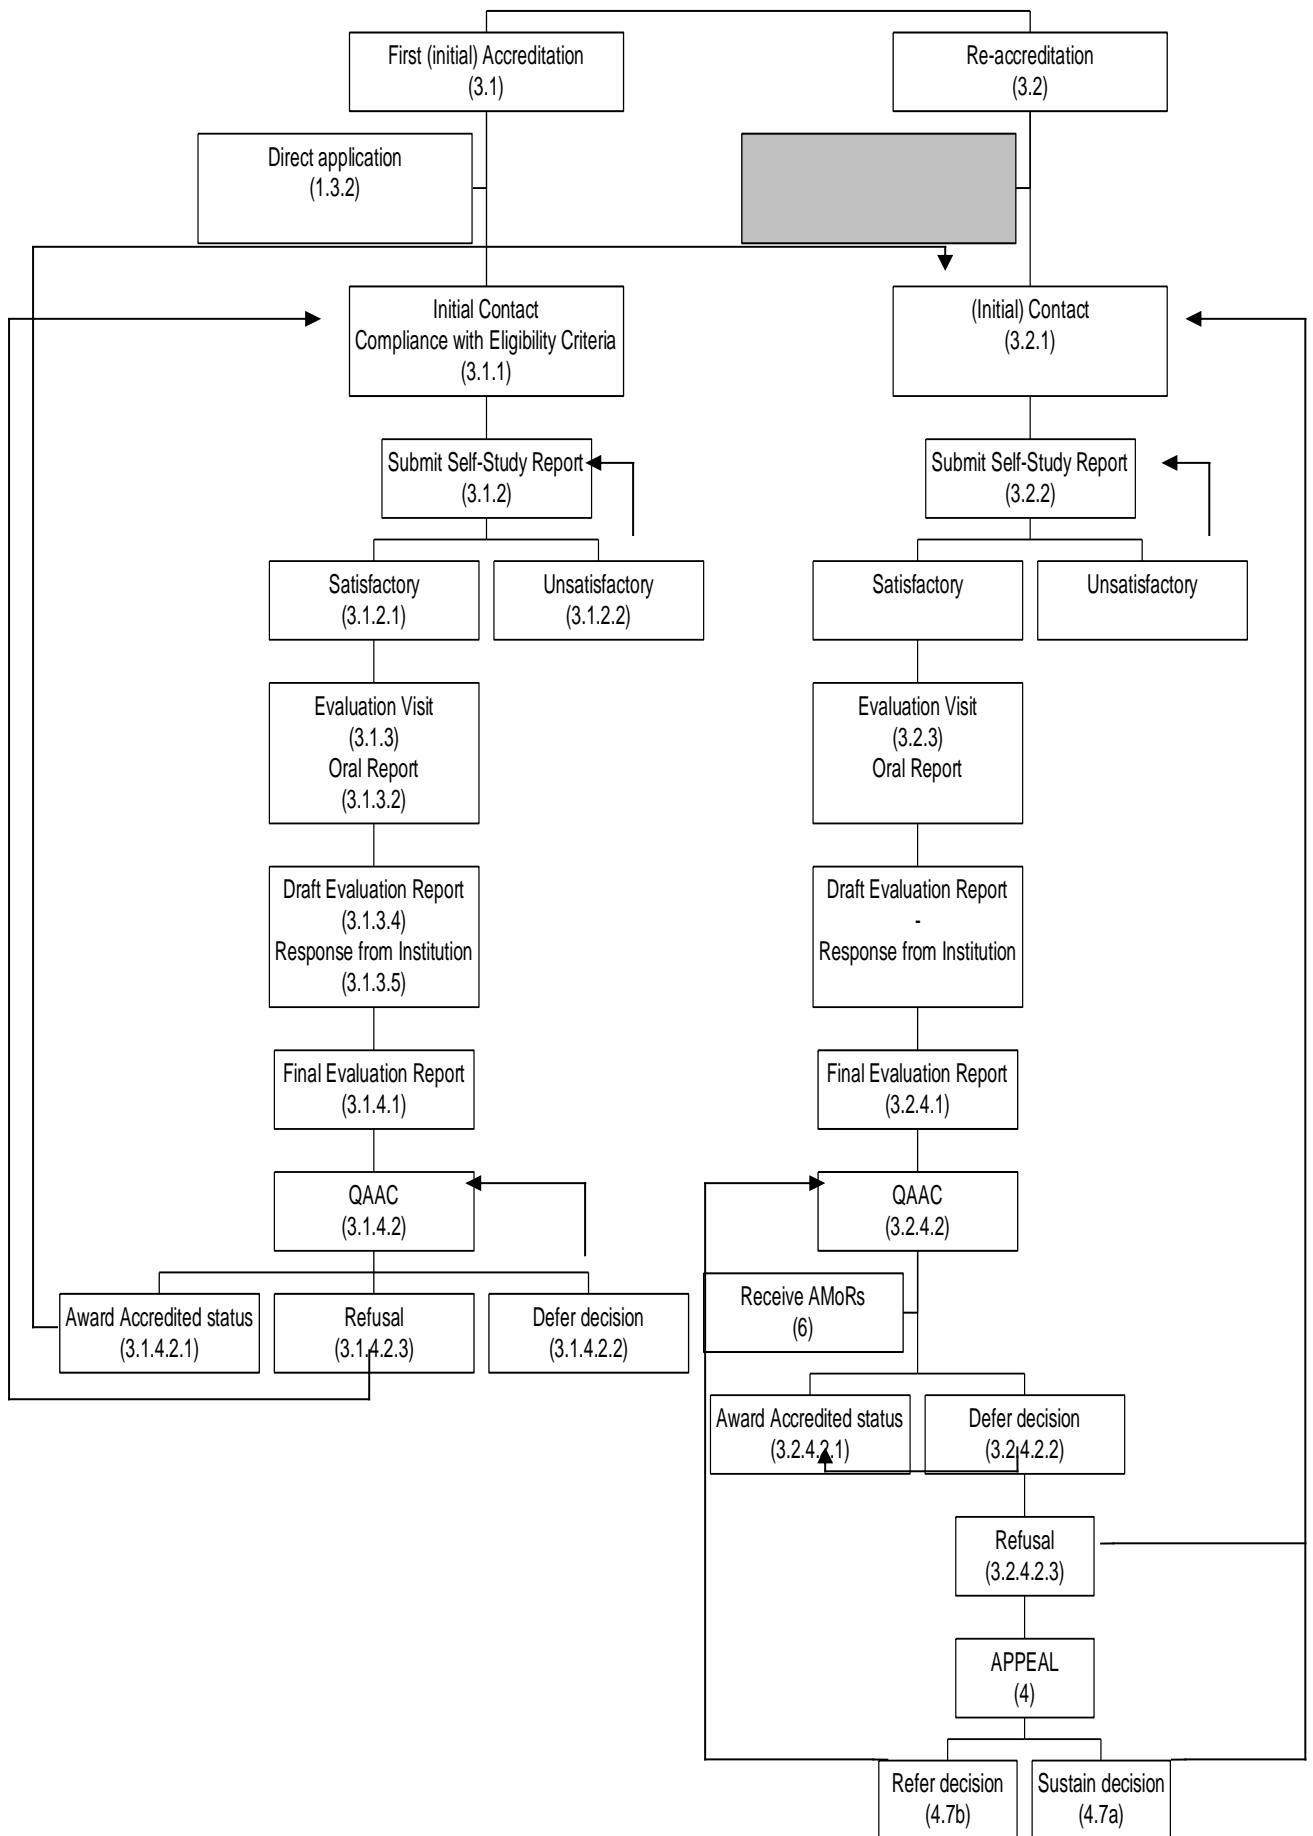 First (initial) Accreditation
(3.1)
Re-accreditation
(3.2)
Direct application
(1.3.2)
Initial Contact
Compliance with Eligibility Criteria
(3.1.1)
(Initial) Contact
(3.2.1)
Submit Self-Study Report
(3.1.2)
Submit Self-Study Report
(3.2.2)
Satisfactory
(3.1.2.1)
Unsatisfactory
(3.1.2.2)
Satisfactory
Unsatisfactory
Evaluation Visit
(3.1.3)
Oral Report
(3.1.3.2)
Evaluation Visit
(3.2.3)
Oral Report
Draft Evaluation Report
(3.1.3.4)
Response from Institution
(3.1.3.5)
Draft Evaluation Report
-
Response from Institution
Final Evaluation Report
(3.1.4.1)
Final Evaluation Report
(3.2.4.1)
QAAC
(3.1.4.2)
QAAC
(3.2.4.2)
Award Accredited status
(3.1.4.2.1)
Refusal
(3.1.4.2.3)
Defer decision
(3.1.4.2.2)
Receive AMoRs
(6)
Award Accredited status
(3.2.4.2.1)
Defer decision
(3.2.4.2.2)
Refusal
(3.2.4.2.3)
APPEAL
(4)
Refer decision
(4.7b)
Sustain decision
(4.7a)